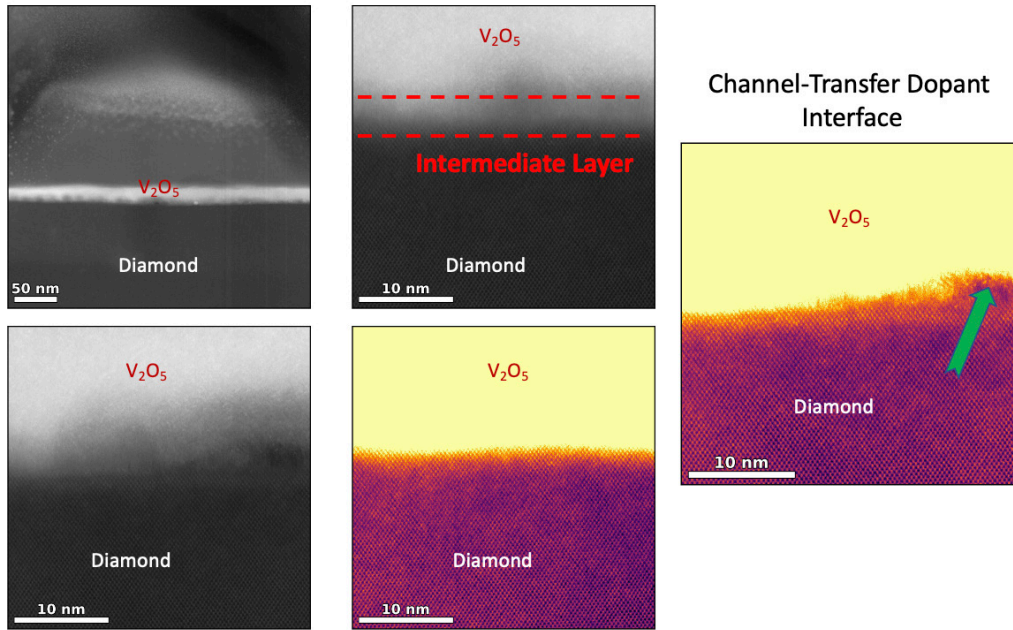 V₂O₅
Diamond
50 nm
V₂O₅
Intermediate Layer
10 nm
Channel-Transfer Dopant
Interface
V₂O₅
Diamond
10 nm
V₂O₅
Diamond
10 nm
V₂O₅
Diamond
10 nm